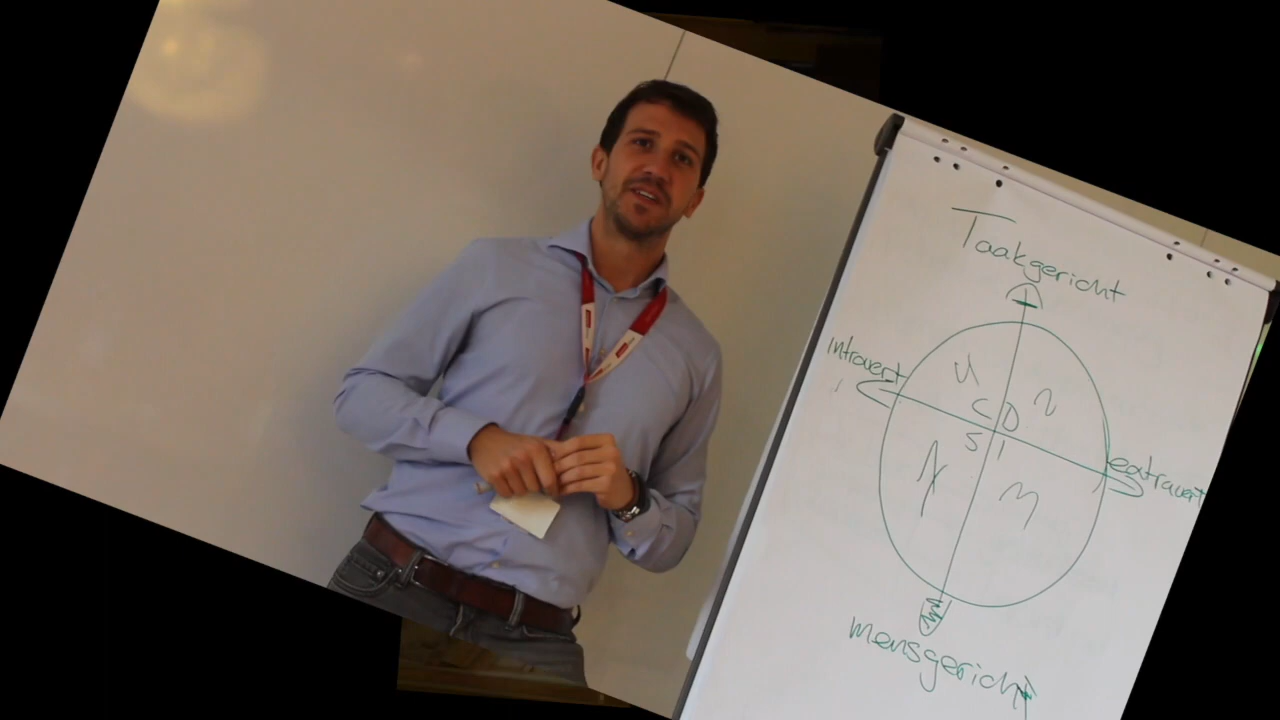 Taakgericht
introvert
C D
S I
extravert
mensgericht